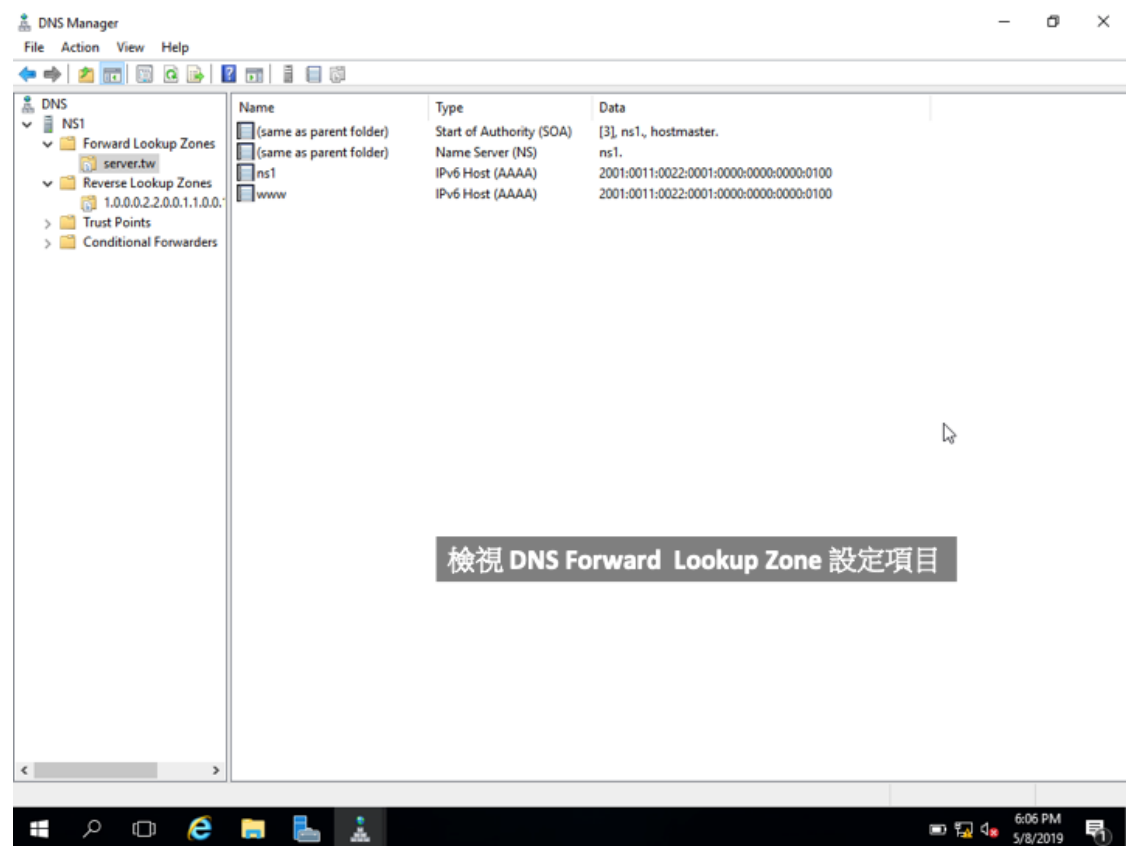 DNS Manager
File Action View Help
DNS
NS1
Forward Lookup Zones
server.tw
Reverse Lookup Zones
1.0.0.0.2.2.0.0.1.1.0.0.
Trust Points
Conditional Forwarders
Name Type Data
(same as parent folder) Start of Authority (SOA) [3], ns1., hostmaster.
(same as parent folder) Name Server (NS) ns1.
ns1 IPv6 Host (AAAA) 2001:0011:0022:0001:0000:0000:0000:0100
www IPv6 Host (AAAA) 2001:0011:0022:0001:0000:0000:0000:0100
檢視 DNS Forward Lookup Zone 設定項目
6:06 PM
5/8/2019
1